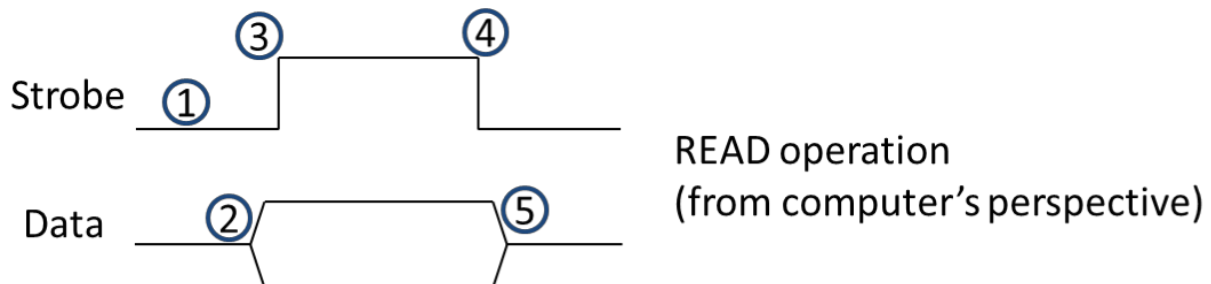 3
4
Strobe
1
READ operation
(from computer's perspective)
Data
2
5